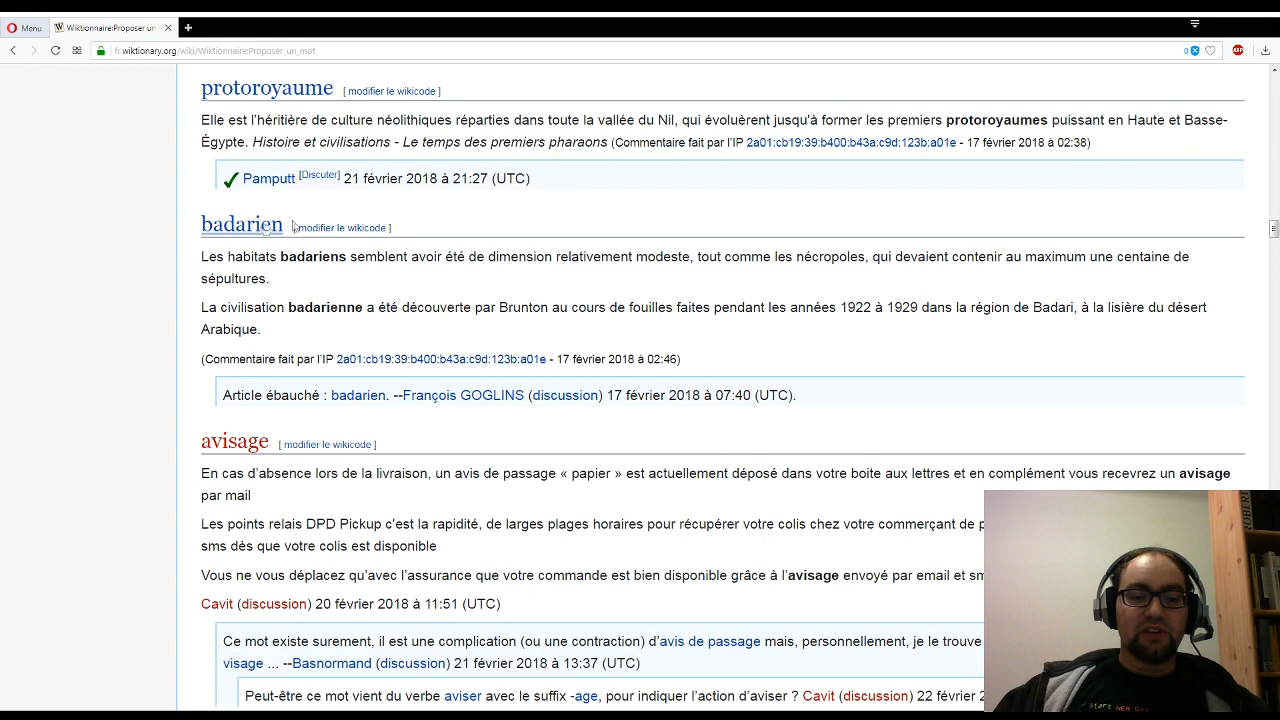 Menu
Wiktionnaire:Proposer un
fr.wiktionary.org/wiki/Wiktionnaire:Proposer_un_mot
0
ABP
protoroyaume [ modifier le wikicode ]
Elle est l'héritière de culture néolithiques réparties dans toute la vallée du Nil, qui évoluèrent jusqu'à former les premiers protoroyaumes puissant en Haute et Basse-
Égypte. Histoire et civilisations - Le temps des premiers pharaons (Commentaire fait par l'IP 2a01:cb19:39:b400:b43a:c9d:123b:a01e - 17 février 2018 à 02:38)
Pamputt [Discuter] 21 février 2018 à 21:27 (UTC)
badarien [modifier le wikicode ]
Les habitats badariens semblent avoir été de dimension relativement modeste, tout comme les nécropoles, qui devaient contenir au maximum une centaine de
sépultures.
La civilisation badarienne a été découverte par Brunton au cours de fouilles faites pendant les années 1922 à 1929 dans la région de Badari, à la lisière du désert
Arabique.
(Commentaire fait par l'IP 2a01:cb19:39:b400:b43a:c9d:123b:a01e - 17 février 2018 à 02:46)
Article ébauché : badarien. --François GOGLINS (discussion) 17 février 2018 à 07:40 (UTC).
avisage [ modifier le wikicode ]
En cas d'absence lors de la livraison, un avis de passage « papier » est actuellement déposé dans votre boite aux lettres et en complément vous recevrez un avisage
par mail
Les points relais DPD Pickup c'est la rapidité, de larges plages horaires pour récupérer votre colis chez votre commerçant de p
sms dès que votre colis est disponible
Vous ne vous déplacez qu'avec l'assurance que votre commande est bien disponible grâce à l'avisage envoyé par email et sm
Cavit (discussion) 20 février 2018 à 11:51 (UTC)
Ce mot existe surement, il est une complication (ou une contraction) d'avis de passage mais, personnellement, je le trouve
visage ... --Basnormand (discussion) 21 février 2018 à 13:37 (UTC)
Peut-être ce mot vient du verbe aviser avec le suffix -age, pour indiquer l'action d'aviser ? Cavit (discussion) 22 février 2
Start NEW